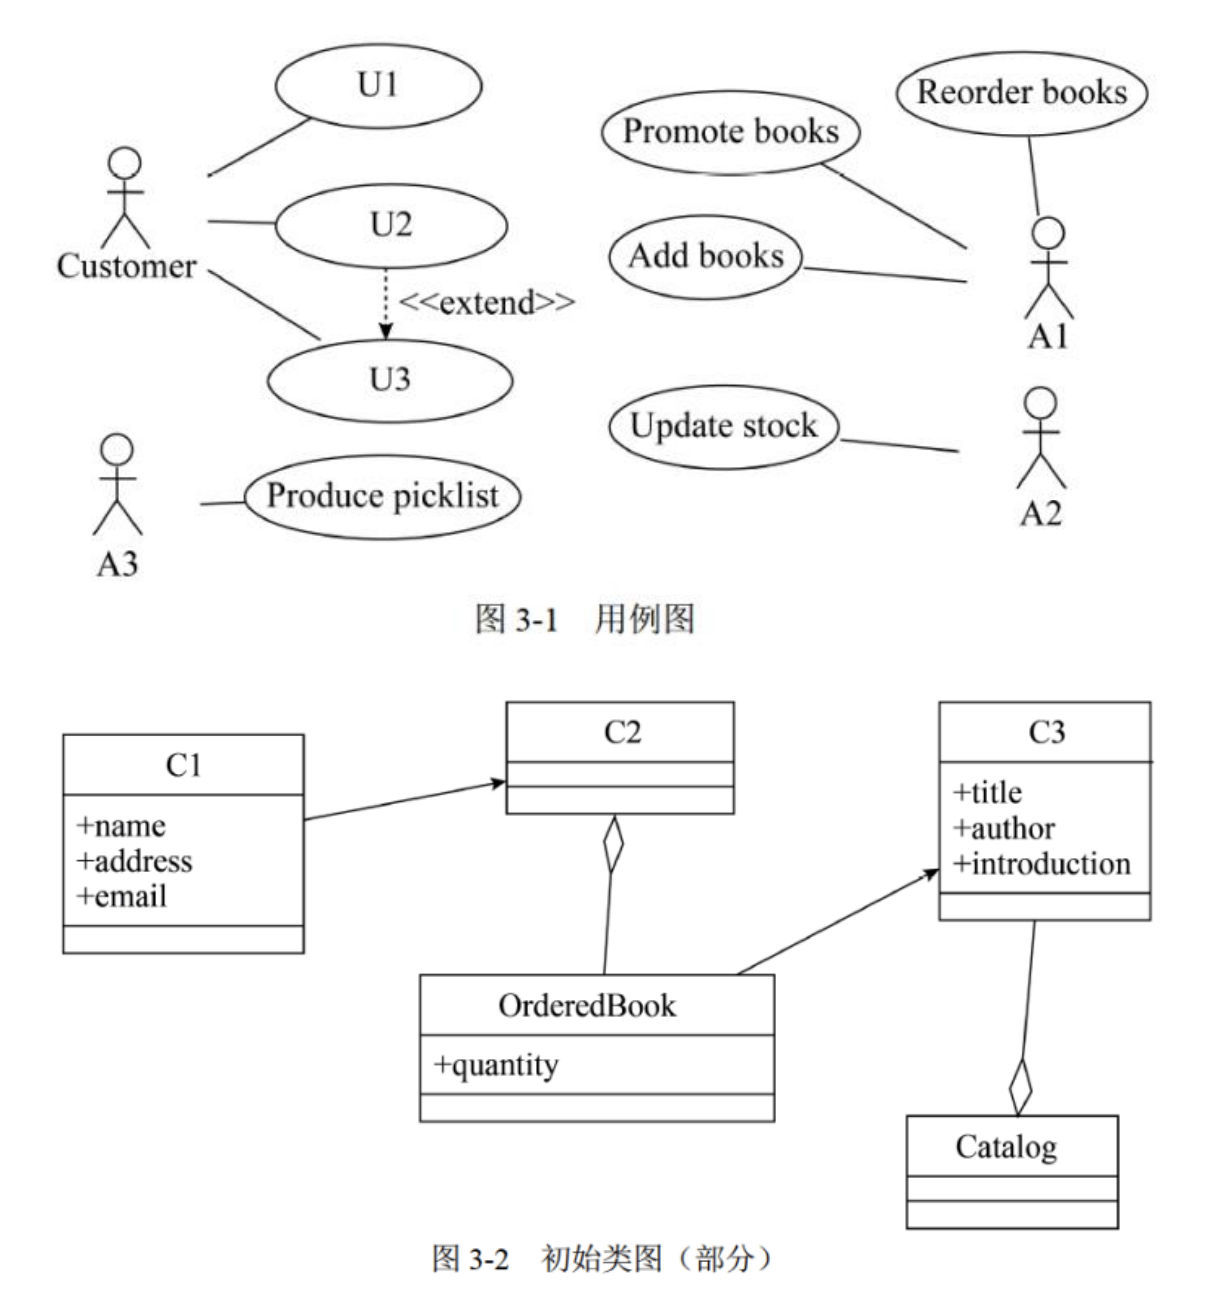 U1
Reorder books
Promote books
U2
Add books
Customer
<<extend>>
A1
U3
Update stock
Produce picklist
A2
A3
图 3-1 用例图
C1
+name
+address
+email
C2
C3
+title
+author
+introduction
OrderedBook
+quantity
Catalog
图 3-2 初始类图（部分）